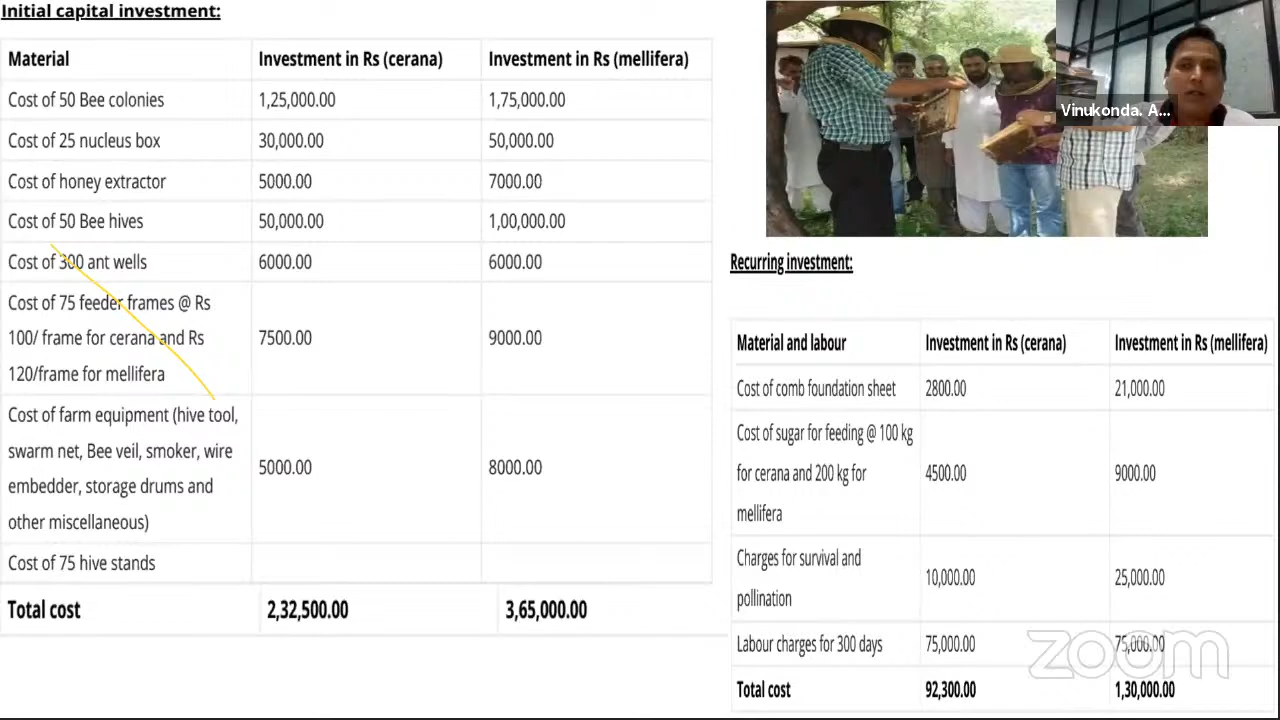 Initial capital investment:
Material Investment in Rs (cerana) Investment in Rs (mellifera)
Cost of 50 Bee colonies 1,25,000.00 1,75,000.00
Cost of 25 nucleus box 30,000.00 50,000.00
Cost of honey extractor 5000.00 7000.00
Cost of 50 Bee hives 50,000.00 1,00,000.00
Cost of 300 ant wells 6000.00 6000.00
Cost of 75 feeder frames @ Rs
100/ frame for cerana and Rs 7500.00 9000.00
120/frame for mellifera
Cost of farm equipment (hive tool,
swarm net, Bee veil, smoker, wire
5000.00 8000.00
embedder, storage drums and
other miscellaneous)
Cost of 75 hive stands
Total cost 2,32,500.00 3,65,000.00
Vinukonda. A...
Recurring investment:
Material and labour Investment in Rs (cerana) Investment in Rs (mellifera)
Cost of comb foundation sheet 2800.00 21,000.00
Cost of sugar for feeding @ 100 kg
for cerana and 200 kg for 4500.00 9000.00
mellifera
Charges for survival and
10,000.00 25,000.00
pollination
Labour charges for 300 days 75,000.00 75,000.00
Total cost 92,300.00 1,30,000.00
zoom